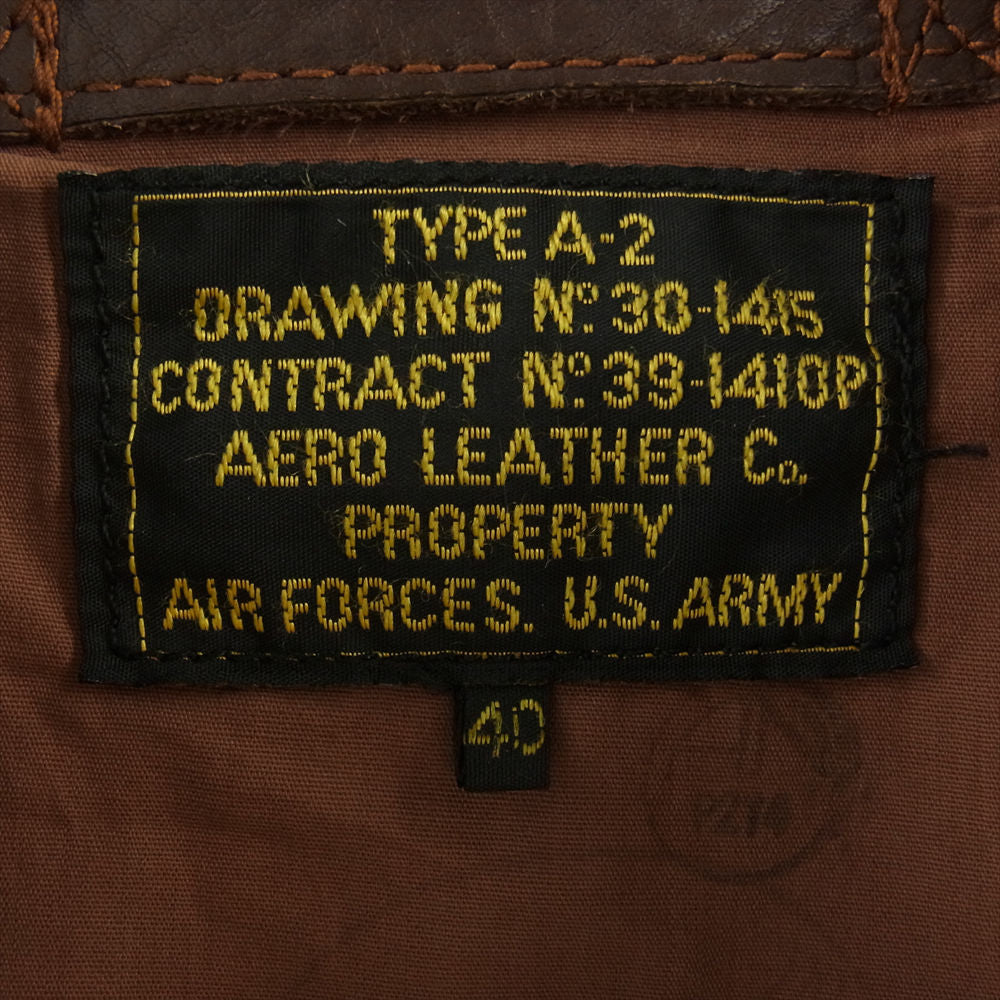 TYPE A-2
DRAWING Nº. 30-1415
CONTRACT Nº. 39-1410P
AERO LEATHER Co.
PROPERTY
AIR FORCES. U.S. ARMY
40